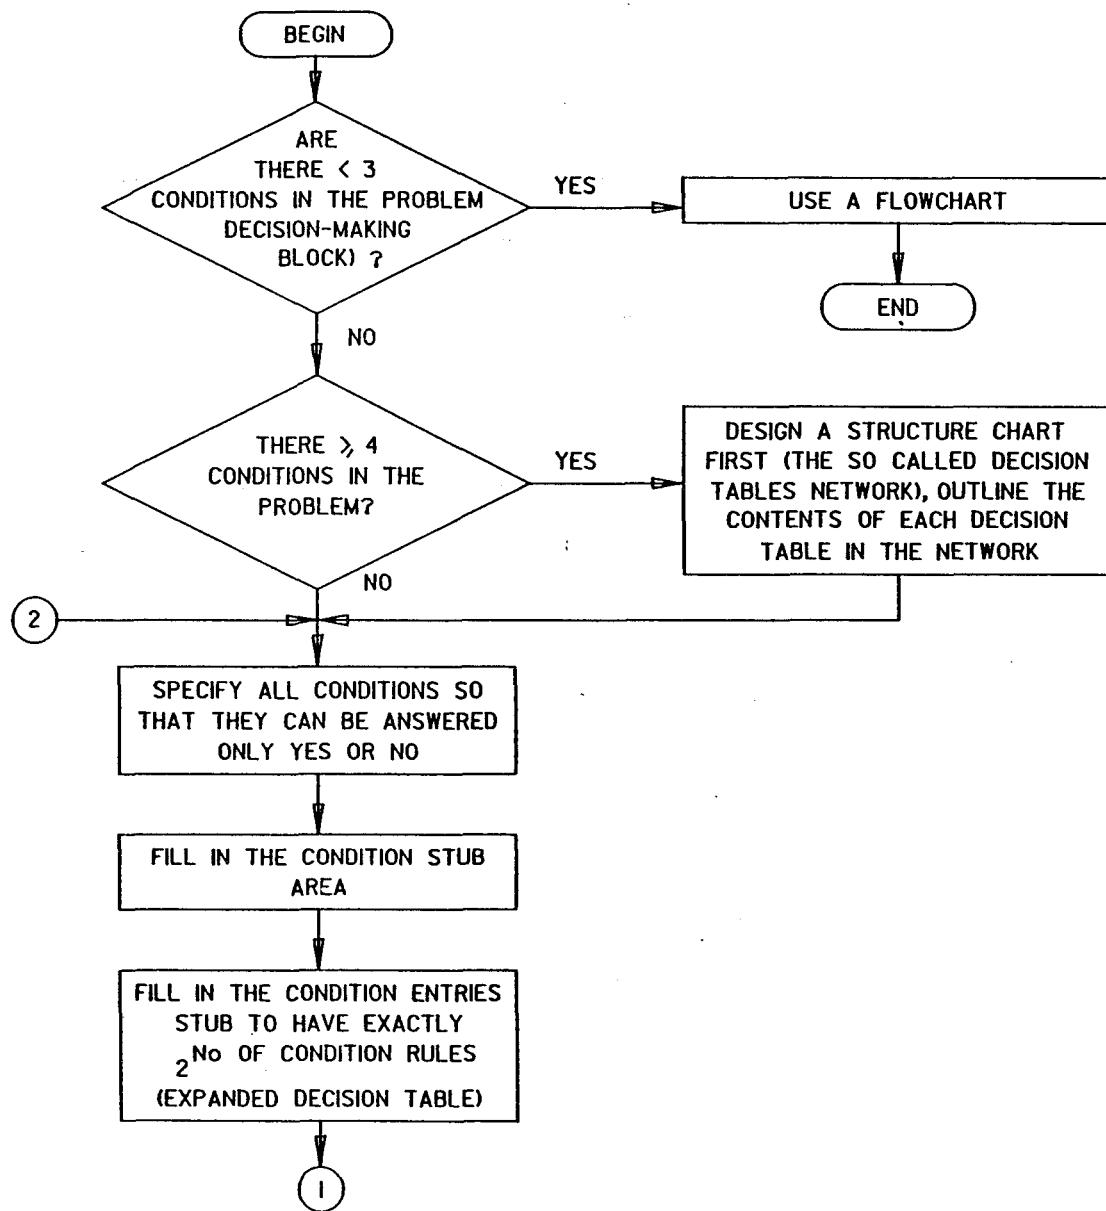 BEGIN
ARE
THERE < 3
CONDITIONS IN THE PROBLEM
DECISION-MAKING
BLOCK) ?
YES
USE A FLOWCHART
END
NO
THERE ⩾ 4
CONDITIONS IN THE
PROBLEM?
YES
DESIGN A STRUCTURE CHART
FIRST (THE SO CALLED DECISION
TABLES NETWORK), OUTLINE THE
CONTENTS OF EACH DECISION
TABLE IN THE NETWORK
NO
2
SPECIFY ALL CONDITIONS SO
THAT THEY CAN BE ANSWERED
ONLY YES OR NO
FILL IN THE CONDITION STUB
AREA
FILL IN THE CONDITION ENTRIES
STUB TO HAVE EXACTLY
2 No OF CONDITION RULES
(EXPANDED DECISION TABLE)
1